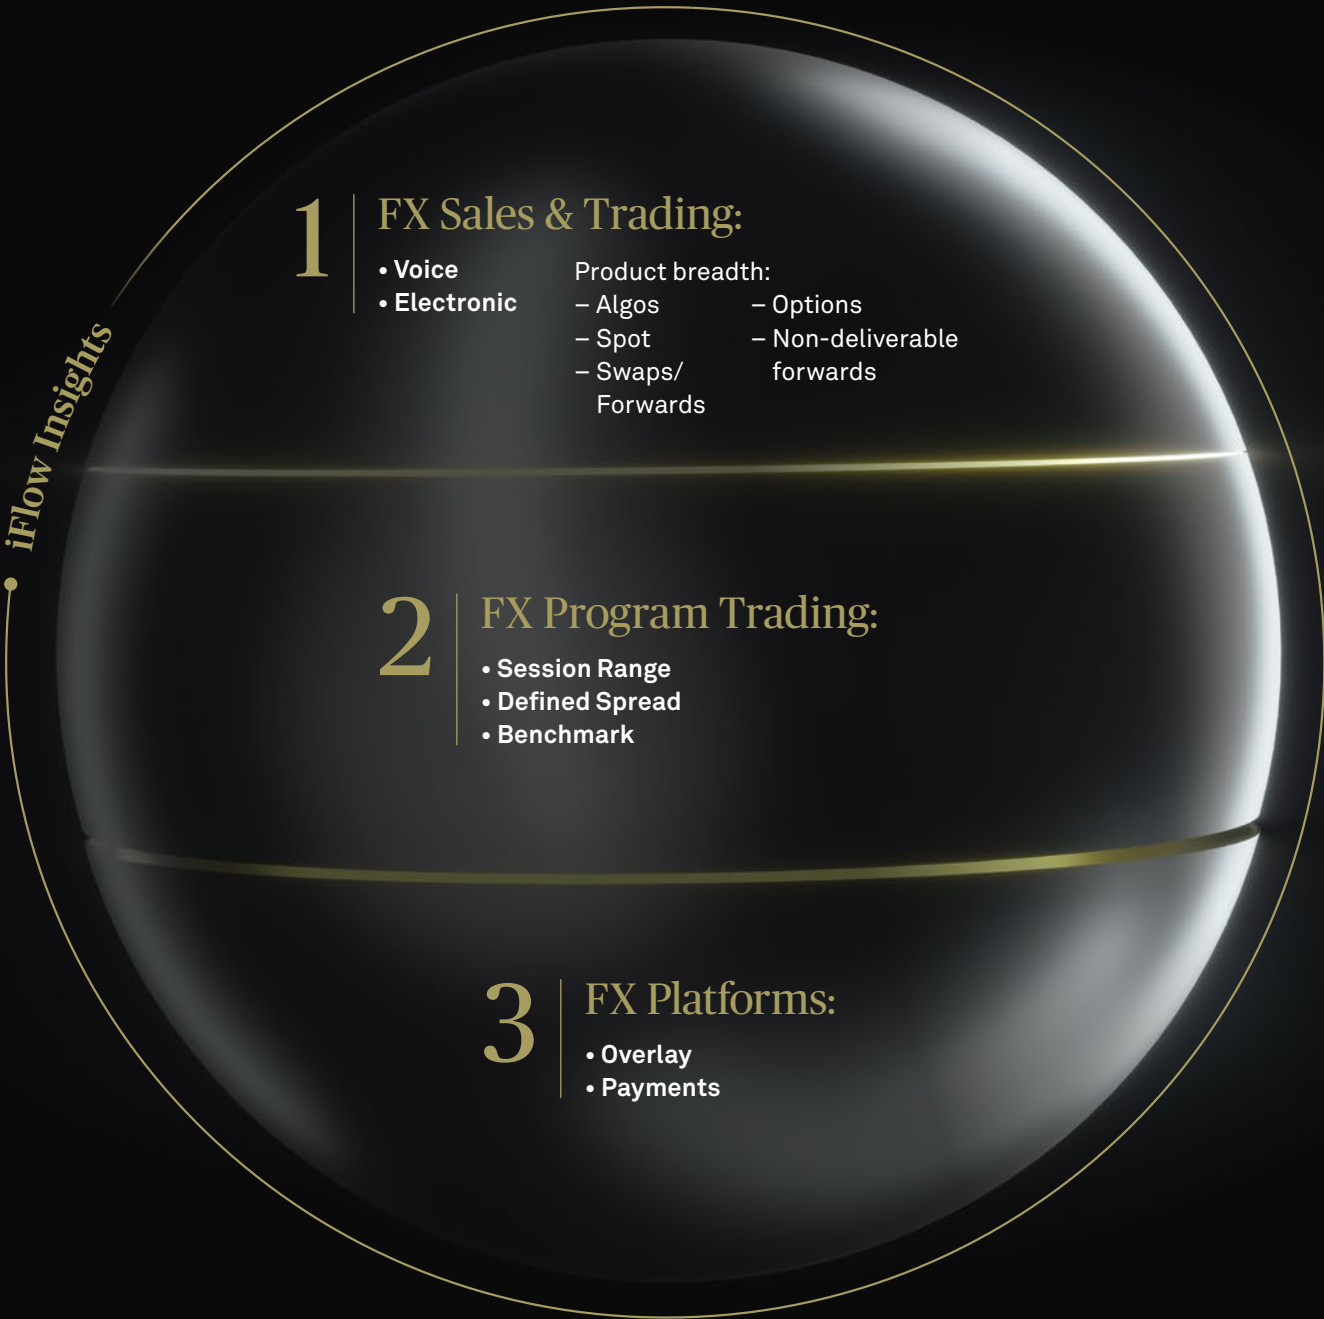 iFlow Insights
1
FX Sales & Trading:
• Voice
• Electronic
Product breadth:
– Algos
– Spot
– Swaps/
Forwards
– Options
– Non-deliverable
forwards
2
FX Program Trading:
• Session Range
• Defined Spread
• Benchmark
3
FX Platforms:
• Overlay
• Payments